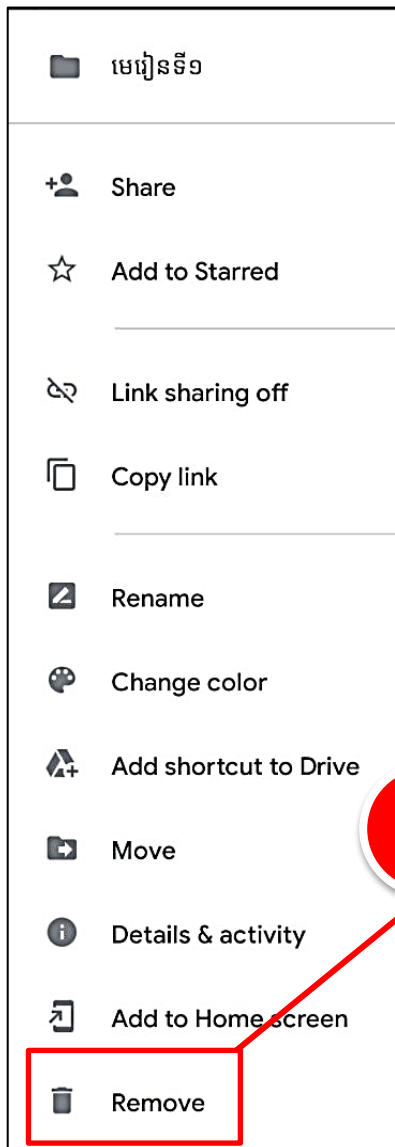 មេរៀនទី១
Share
Add to Starred
Link sharing off
Copy link
Rename
Change color
Add shortcut to Drive
Move
Details & activity
Add to Home screen
Remove